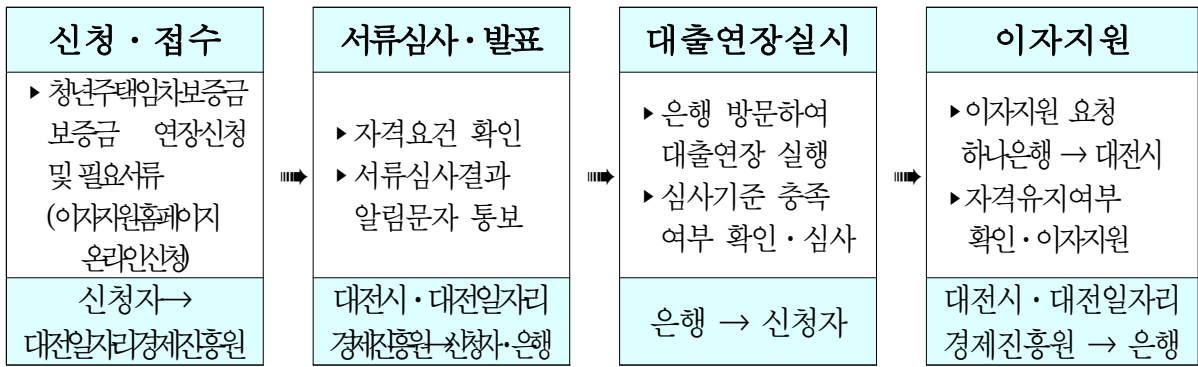 신청・접수
▸ 청년주택임차보증금
보증금 연장신청
및 필요서류
(이자지원홈페이지
온라인신청)
신청자→
대전일자리경제진흥원
서류심사・발표
▸ 자격요건 확인
▸ 서류심사결과
알림문자 통보
대전시・대전일자리
경제진흥원→신청자・은행
대출연장실시
▸ 은행 방문하여
대출연장 실행
▸ 심사기준 충족
여부 확인・심사
은행 → 신청자
이자지원
▸이자지원 요청
하나은행 → 대전시
▸자격유지여부
확인・이자지원
대전시・대전일자리
경제진흥원 → 은행